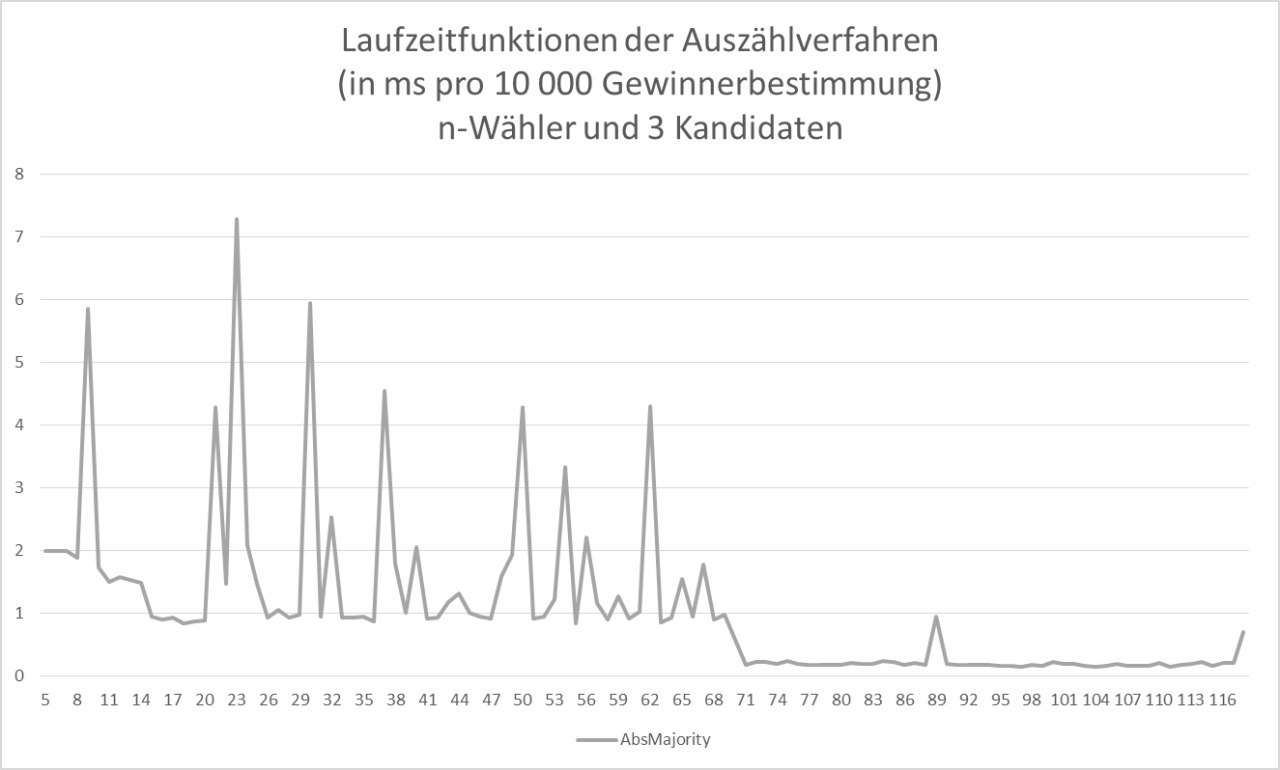 Laufzeitfunktionen der Auszählverfahren
(in ms pro 10 000 Gewinnerbestimmung)
n-Wähler und 3 Kandidaten
8
7
6
5
4
3
2
1
0
5 8 11 14 17 20 23 26 29 32 35 38 41 44 47 50 53 56 59 62 65 68 71 74 77 80 83 86 89 92 95 98 101 104 107 110 113 116
AbsMajority